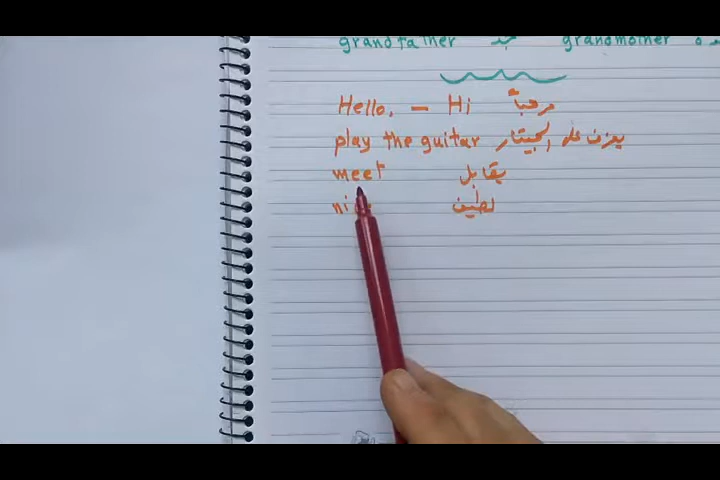 grandfather جد grandmother
Hello, - Hi مرحباً
play the guitar يعزف على الجيتار
meet يقابل
لطيف